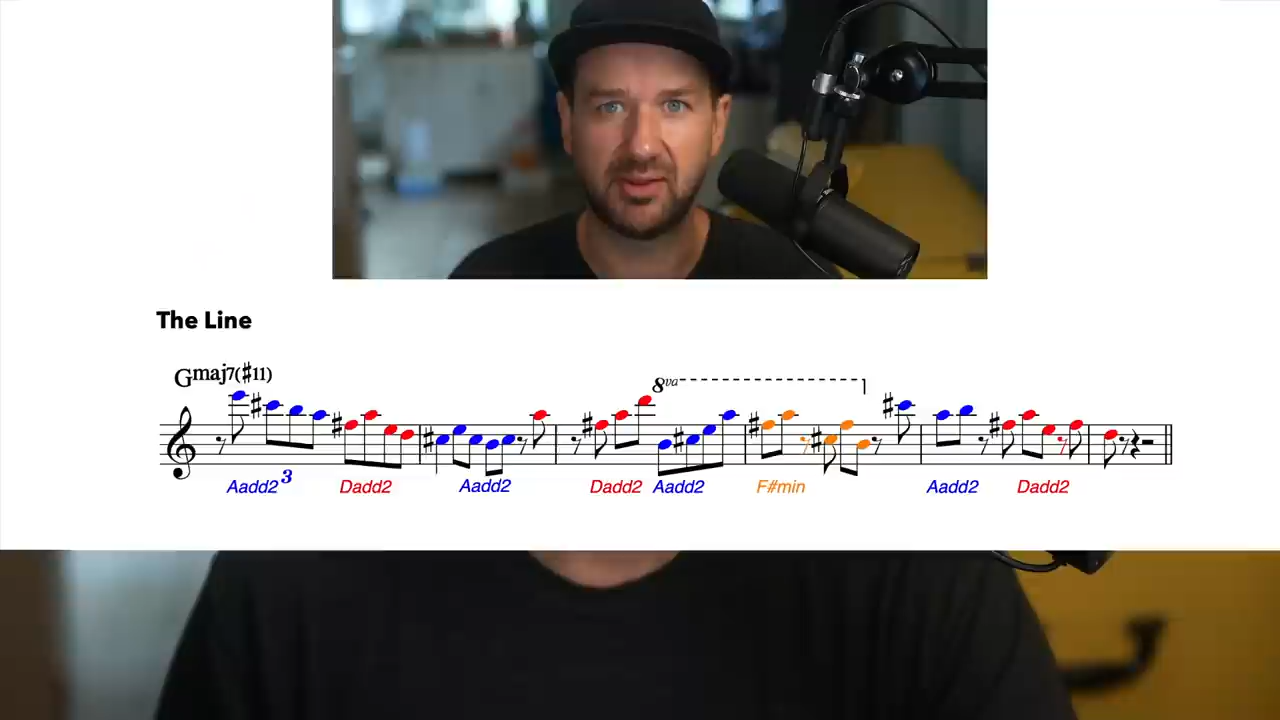 The Line
Gmaj7(♯11)
8va
3
Aadd2 Dadd2 Aadd2 Dadd2 Aadd2 F#min Aadd2 Dadd2